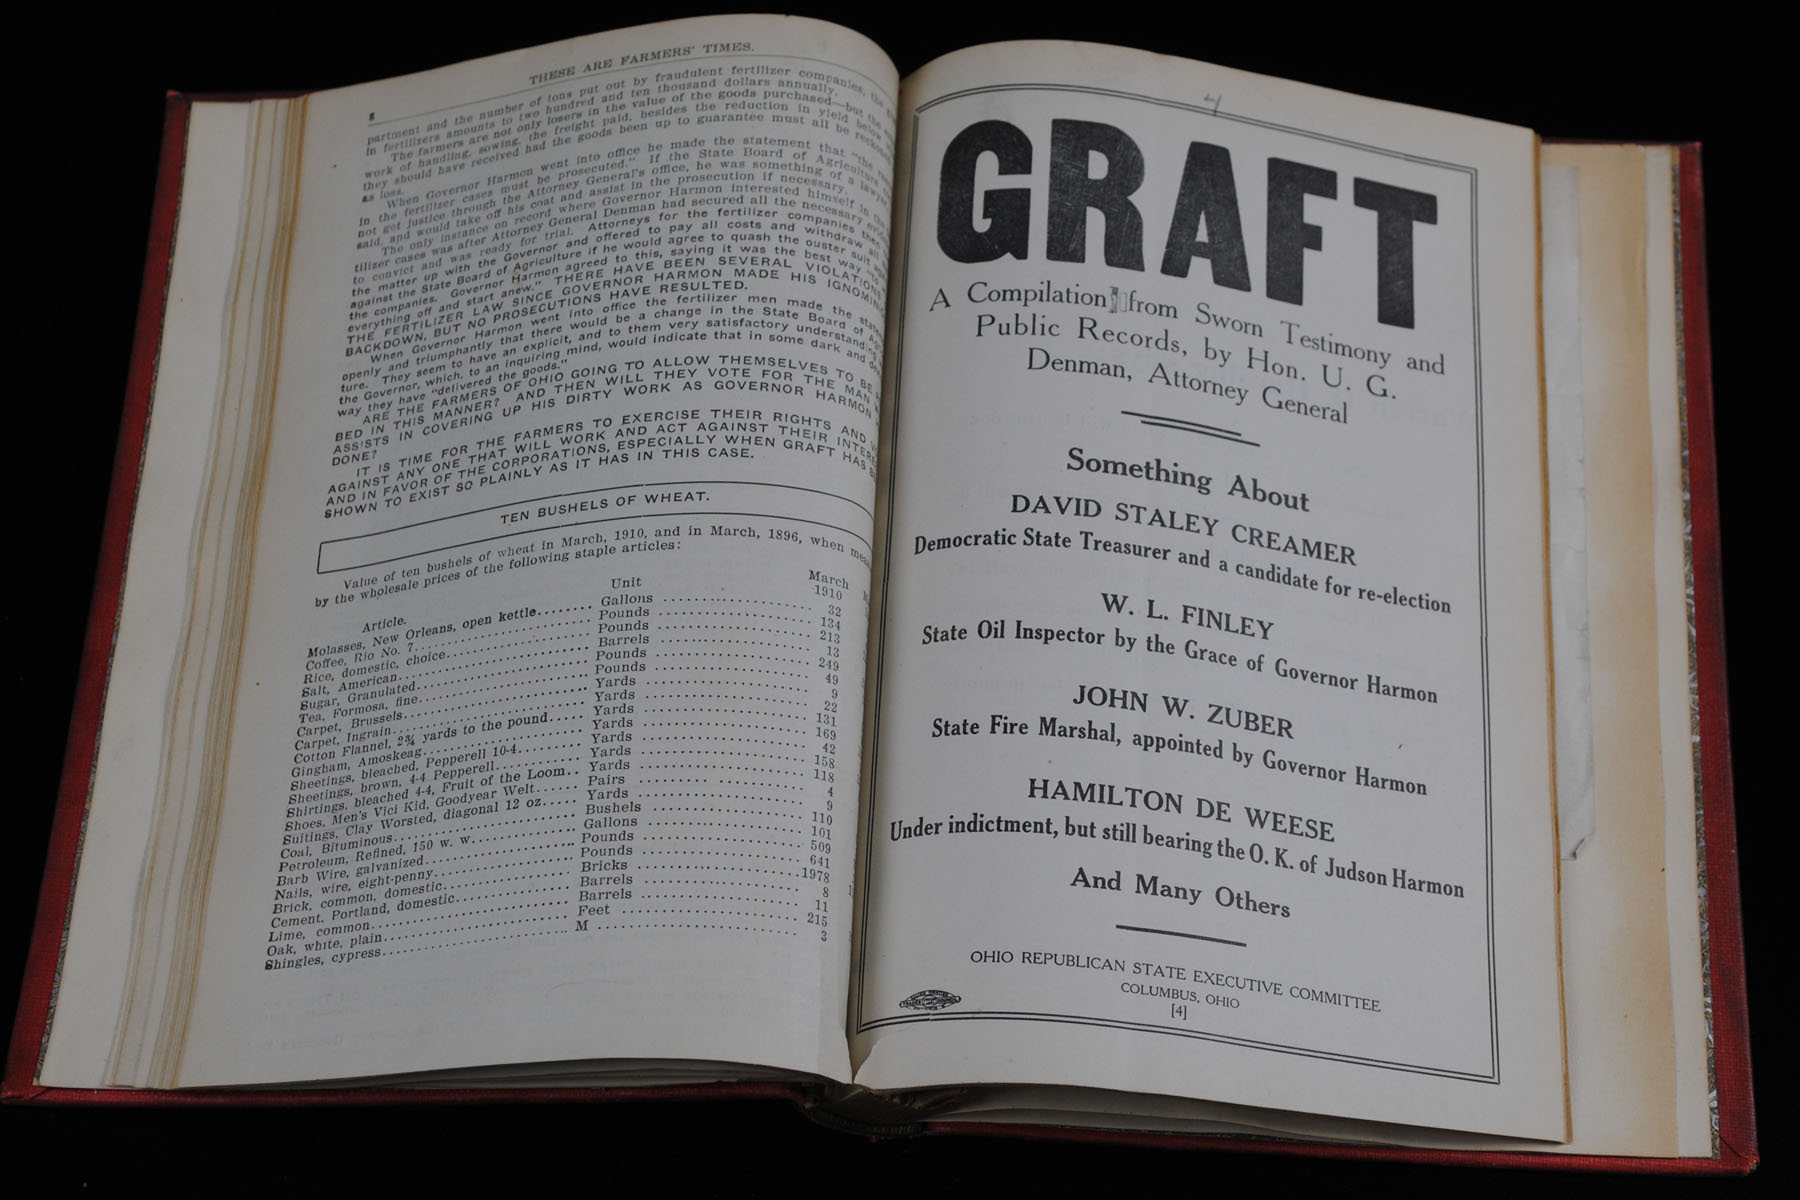 8
THESE ARE FARMERS' TIMES.
partment and the number of tons put out by fraudulent fertilizer companies, the
in fertilizers amounts to two hundred and ten thousand dollars annually.
The farmers are not only losers in the value of the goods purchased—but the
work of handling, sowing, the freight paid, besides the reduction in yield below
they should have received had the goods been up to guarantee must all be reckoned
as loss.
When Governor Harmon went into office he made the statement that "the
in the fertilizer cases must be prosecuted." If the State Board of Agriculture
not get justice through the Attorney General's office, he was something of a lawyer
said, and would take off his coat and assist in the prosecution if necessary.
The only instance on record where Governor Harmon interested himself in the
tilizer cases was after Attorney General Denman had secured all the necessary
to convict and was ready for trial. Attorneys for the fertilizer companies then
the matter up with the Governor and offered to pay all costs and withdraw all
against the State Board of Agriculture if he would agree to quash the ouster suit
the companies. Governor Harmon agreed to this, saying it was the best way
everything off and start anew." THERE HAVE BEEN SEVERAL VIOLATIONS
THE FERTILIZER LAW SINCE GOVERNOR HARMON MADE HIS
BACKDOWN, BUT NO PROSECUTIONS HAVE RESULTED.
When Governor Harmon went into office the fertilizer men made the
openly and triumphantly that there would be a change in the State Board of
ture. They seem to have an explicit, and to them very satisfactory understanding
the Governor, which, to an inquiring mind, would indicate that in some dark and
way they have "delivered the goods."
ARE THE FARMERS OF OHIO GOING TO ALLOW THEMSELVES TO BE
BED IN THIS MANNER? AND THEN WILL THEY VOTE FOR THE MAN
ASSISTS IN COVERING UP HIS DIRTY WORK AS GOVERNOR HARMON
DONE?
IT IS TIME FOR THE FARMERS TO EXERCISE THEIR RIGHTS AND
AGAINST ANY ONE THAT WILL WORK AND ACT AGAINST THEIR
AND IN FAVOR OF THE CORPORATIONS, ESPECIALLY WHEN GRAFT HAS
SHOWN TO EXIST SO PLAINLY AS IT HAS IN THIS CASE.
TEN BUSHELS OF WHEAT.
Value of ten bushels of wheat in March, 1910, and in March, 1896, when
by the wholesale prices of the following staple articles:
March
Article. Unit 1910
Molasses, New Orleans, open kettle....... Gallons 32
Coffee, Rio No. 7 Pounds 134
Rice, domestic, choice Pounds 213
Salt, American Barrels 13
Sugar, Granulated Pounds 249
Tea, Formosa, fine Pounds 49
Carpet, Brussels Yards 9
Carpet, Ingrain Yards 22
Cotton Flannel, 2¾ yards to the pound..... Yards 131
Gingham, Amoskeag Yards 169
Sheetings, bleached, Pepperell 10-4 Yards 42
Sheetings, brown, 4-4 Pepperell Yards 158
Shirtings, bleached 4-4, Fruit of the Loom.. Yards 118
Shoes, Men's Vici Kid, Goodyear Welt..... Pairs 4
Suitings, Clay Worsted, diagonal 12 oz..... Yards 9
Coal, Bituminous Bushels 110
Petroleum, Refined, 150 w. w. Gallons 101
Barb Wire, galvanized Pounds 509
Nails, wire, eight-penny Pounds 641
Brick, common, domestic Bricks 1978
Cement, Portland, domestic Barrels 8
Lime, common Barrels 11
Oak, white, plain Feet 215
Shingles, cypress M 3
GRAFT
A Compilation from Sworn Testimony and
Public Records, by Hon. U. G.
Denman, Attorney General
Something About
DAVID STALEY CREAMER
Democratic State Treasurer and a candidate for re-election
W. L. FINLEY
State Oil Inspector by the Grace of Governor Harmon
JOHN W. ZUBER
State Fire Marshal, appointed by Governor Harmon
HAMILTON DE WEESE
Under indictment, but still bearing the O. K. of Judson Harmon
And Many Others
OHIO REPUBLICAN STATE EXECUTIVE COMMITTEE
COLUMBUS, OHIO
[4]